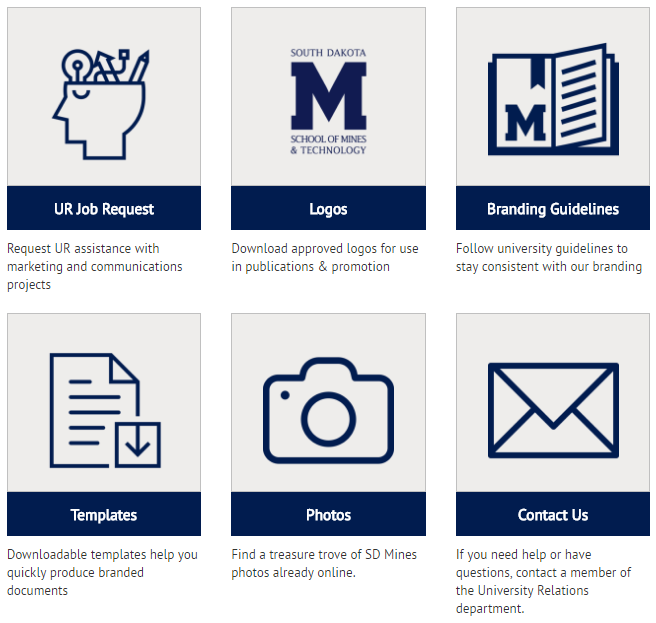 SOUTH DAKOTA
M
SCHOOL OF MINES
& TECHNOLOGY
M
UR Job Request
Logos
Branding Guidelines
Request UR assistance with
marketing and communications
projects
Download approved logos for use
in publications & promotion
Follow university guidelines to
stay consistent with our branding
Templates
Photos
Contact Us
Downloadable templates help you
quickly produce branded
documents
Find a treasure trove of SD Mines
photos already online.
If you need help or have
questions, contact a member of
the University Relations
department.